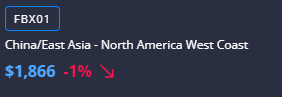 FBX01
China/East Asia - North America West Coast
$1,866 -1%